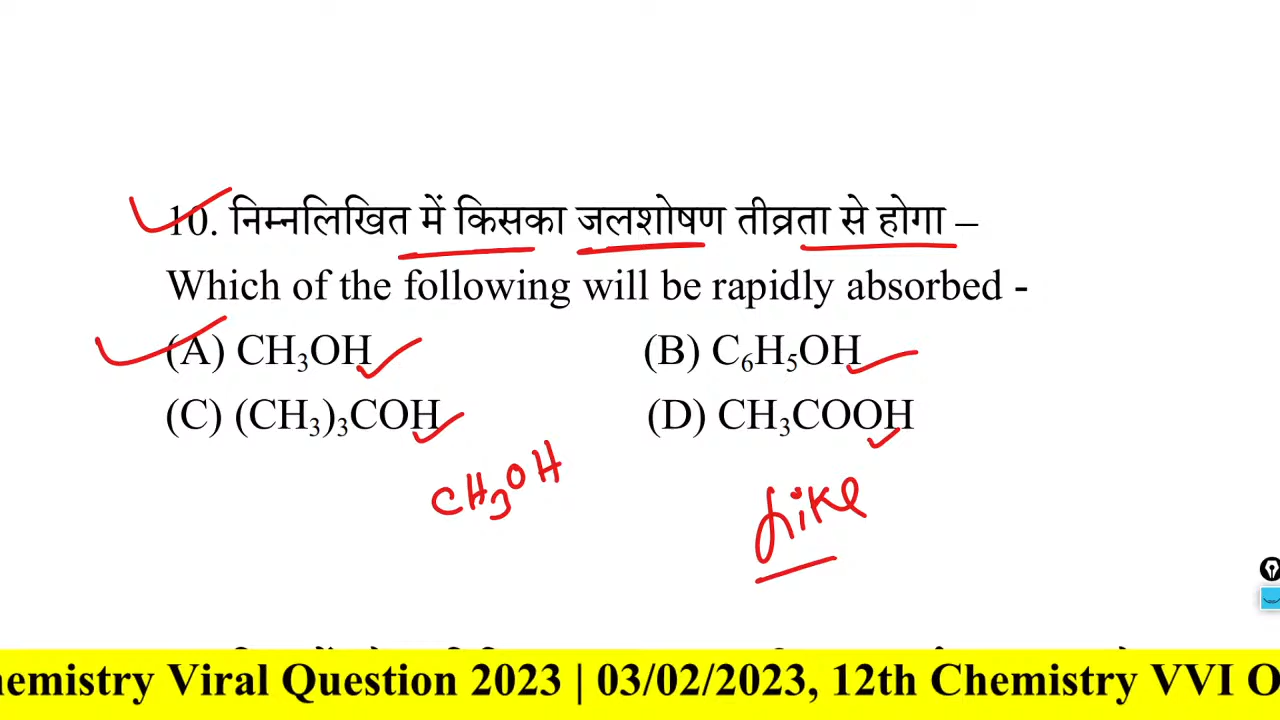 10. निम्नलिखित में किसका जलशोषण तीव्रता से होगा –
Which of the following will be rapidly absorbed -
(A) CH₃OH (B) C₆H₅OH
(C) (CH₃)₃COH (D) CH₃COOH
CH₃OH
Like
hemistry Viral Question 2023 | 03/02/2023, 12th Chemistry VVI O